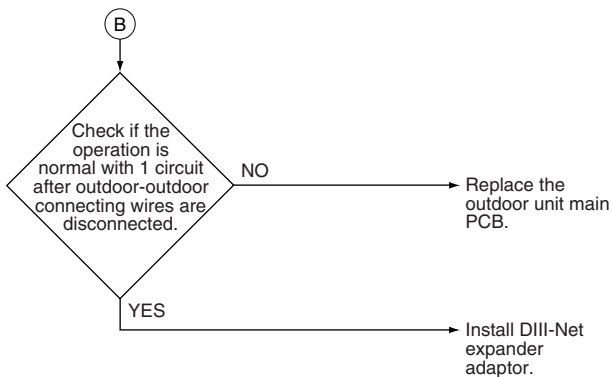 B
Check if the
operation is
normal with 1 circuit
after outdoor-outdoor
connecting wires are
disconnected.
NO
Replace the
outdoor unit main
PCB.
YES
Install DIII-Net
expander
adaptor.